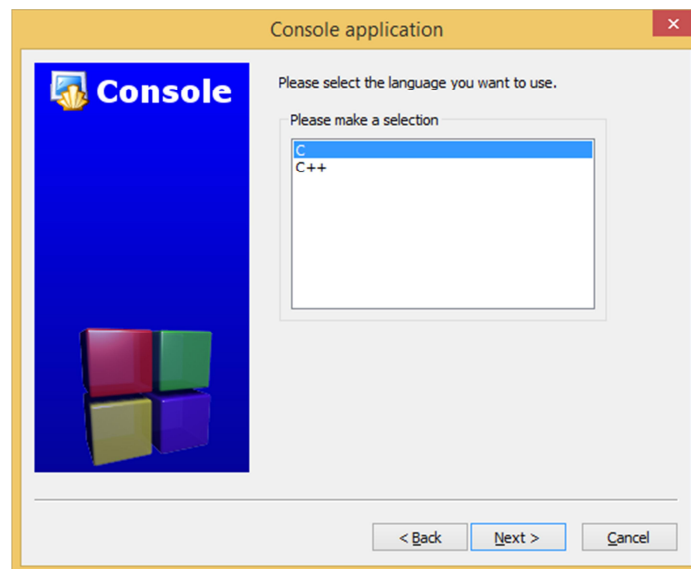 Console application
Console
Please select the language you want to use.
Please make a selection
C
C++
< Back
Next >
Cancel